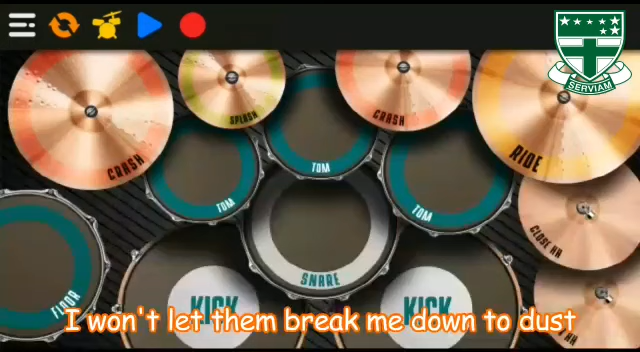 SERVIAM
SPLASH
CRASH
CRASH
RIDE
TOM
TOM
TOM
CLOSE HH
SNARE
FLOOR
KICK
KICK
I won't let them break me down to dust